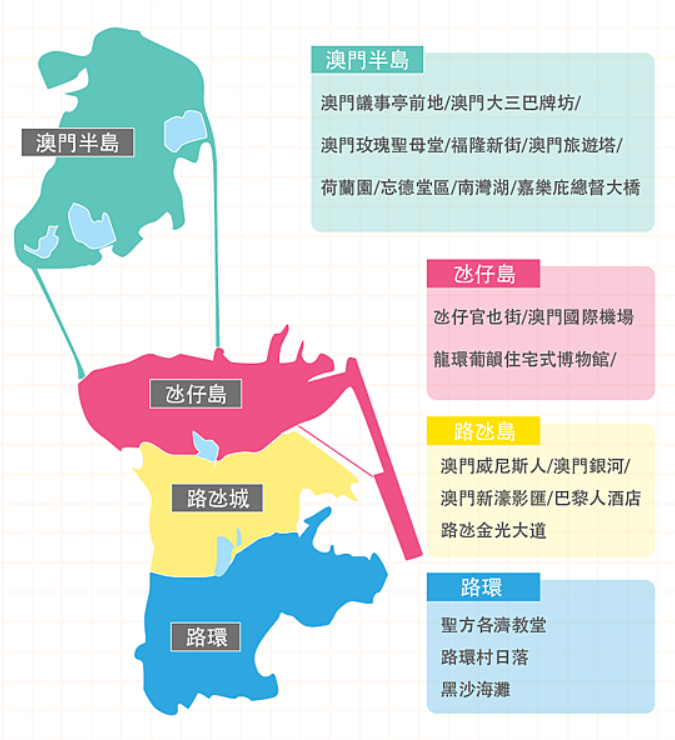 澳門半島
澳門議事亭前地/澳門大三巴牌坊/
澳門玫瑰聖母堂/福隆新街/澳門旅遊塔/
荷蘭園/忘德堂區/南灣湖/嘉樂庇總督大橋
澳門半島
氹仔島
氹仔官也街/澳門國際機場
龍環葡韻住宅式博物館/
氹仔島
路氹島
澳門威尼斯人/澳門銀河/
澳門新濠影匯/巴黎人酒店
路氹金光大道
路氹城
路環
聖方各濟教堂
路環村日落
黑沙海灘
路環